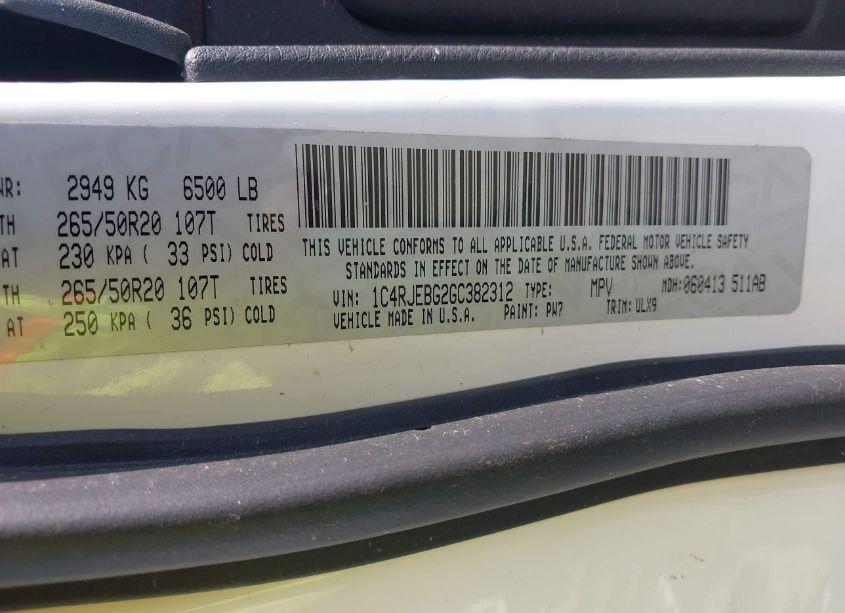 WR: 2949 KG 6500 LB
TH 265/50R20 107T TIRES
AT 230 KPA ( 33 PSI) COLD
TH 265/50R20 107T TIRES
AT 250 KPA ( 36 PSI) COLD
THIS VEHICLE CONFORMS TO ALL APPLICABLE U.S.A. FEDERAL MOTOR VEHICLE SAFETY
STANDARDS IN EFFECT ON THE DATE OF MANUFACTURE SHOWN ABOVE.
VIN: 1C4RJEBG2GC382312 TYPE: MPV MDH:060413 511AB
VEHICLE MADE IN U.S.A. PAINT: PW7 TRIM: ULX9